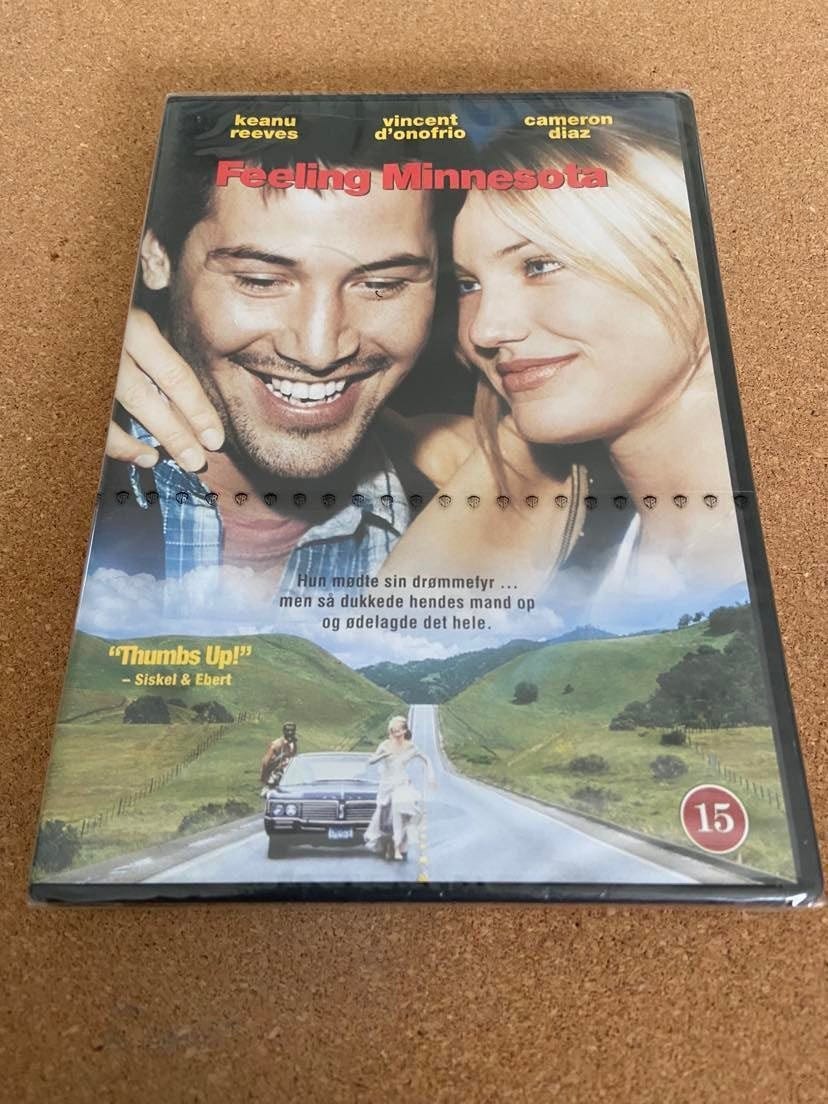 keanu
reeves
vincent
d'onofrio
cameron
diaz
Feeling Minnesota
Hun mødte sin drømmefyr ...
men så dukkede hendes mand op
og ødelagde det hele.
"Thumbs Up!"
– Siskel & Ebert
15